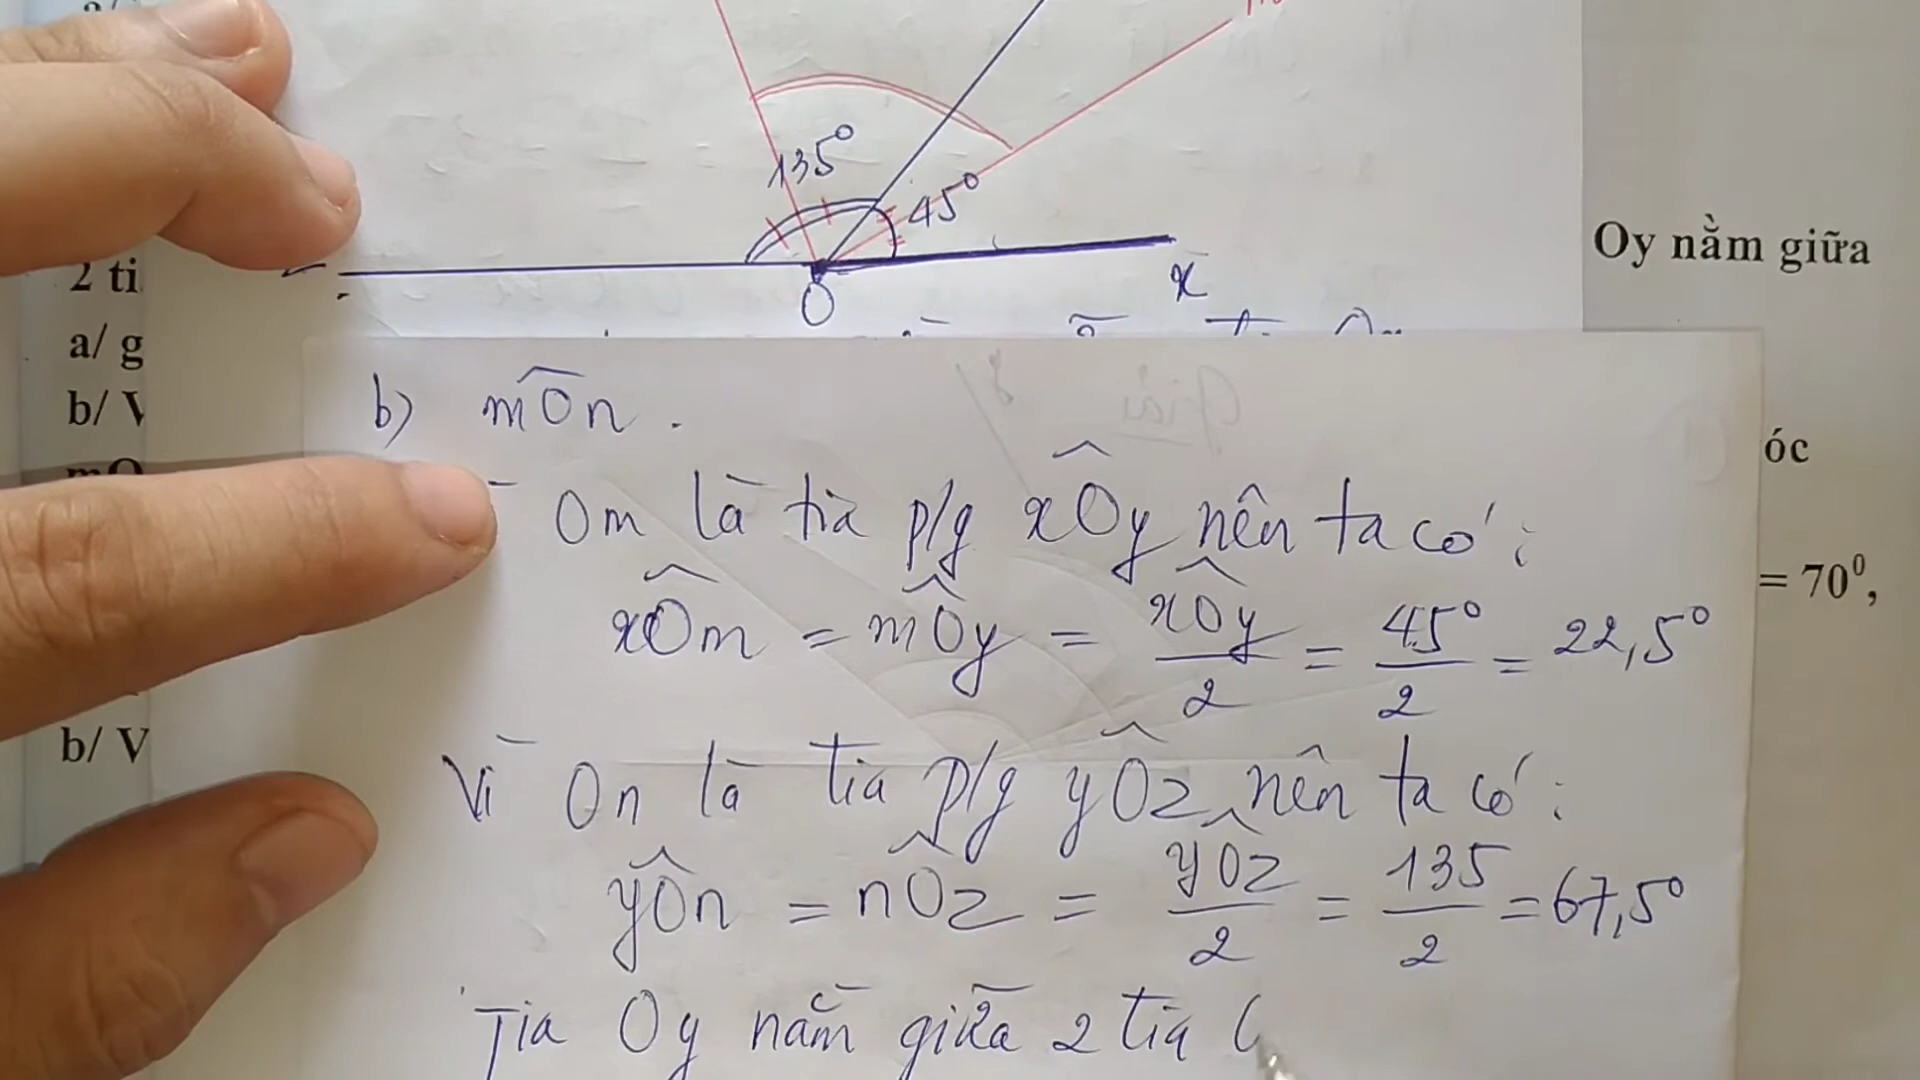 135°
45°
x
O
2 ti
Oy nằm giữa
a/ g
b/
b) mÔn.
óc
Om là tia p/g xÔy nên ta có:
= 70⁰,
xÔm = mÔy = xÔy/2 = 45°/2 = 22,5°
b/ V
Vì On là tia p/g yÔz nên ta có:
yÔn = nÔz = yÔz/2 = 135/2 = 67,5°
Tia Oy nằm giữa 2 tia